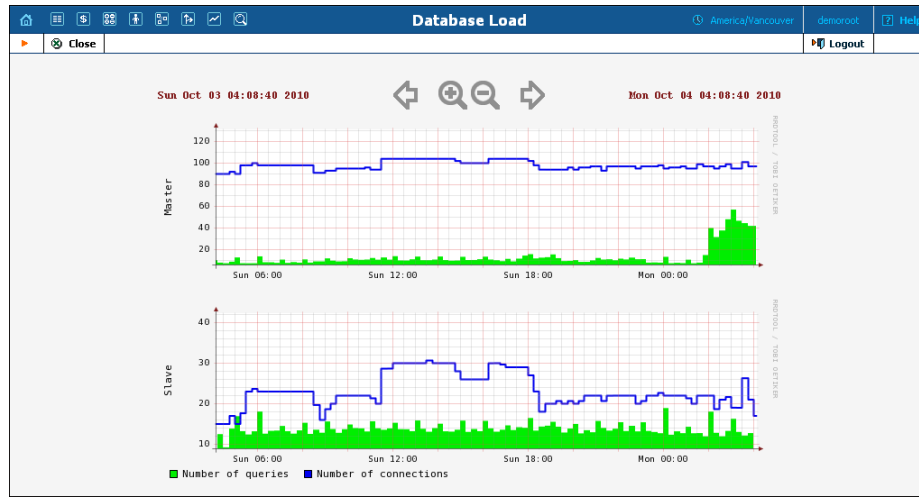 $
Database Load
America/Vancouver
demoroot
? Help
Close
Logout
Sun Oct 03 04:08:40 2010
Mon Oct 04 04:08:40 2010
RRDTOOL / TOBI OETIKER
Master
120
100
80
60
40
20
Sun 06:00 Sun 12:00 Sun 18:00 Mon 00:00
RRDTOOL / TOBI OETIKER
Slave
40
30
20
10
Sun 06:00 Sun 12:00 Sun 18:00 Mon 00:00
Number of queries Number of connections